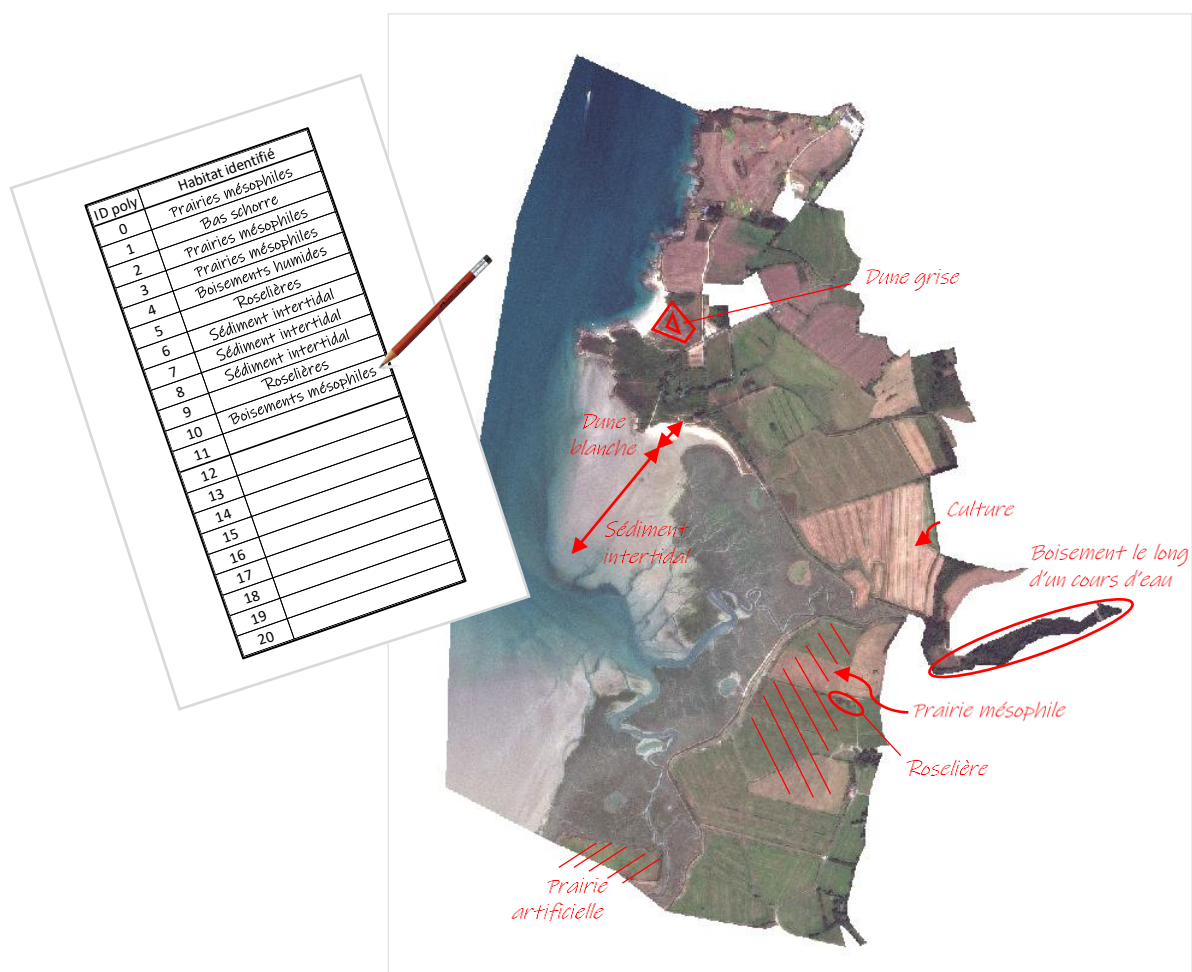 ID poly Habitat identifié
0 Prairies mésophiles
1 Bas schorre
2 Prairies mésophiles
3 Prairies mésophiles
4 Boisements humides
5 Roselières
6 Sédiment intertidal
7 Sédiment intertidal
8 Sédiment intertidal
9 Roselières
10 Boisements mésophiles
11
12
13
14
15
16
17
18
19
20
Dune grise
Dune
blanche
Sédiment
intertidal
Culture
Boisement le long
d'un cours d'eau
Prairie mésophile
Roselière
Prairie
artificielle